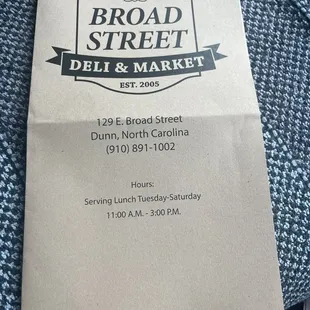 BROAD
STREET
DELI & MARKET
EST. 2005
129 E. Broad Street
Dunn, North Carolina
(910) 891-1002
Hours:
Serving Lunch Tuesday-Saturday
11:00 A.M. - 3:00 P.M.